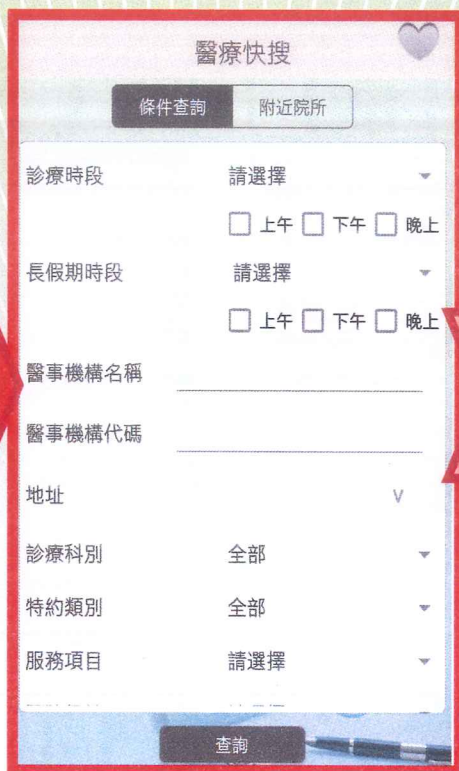 醫療快搜
條件查詢 附近院所
診療時段 請選擇
上午 下午 晚上
長假期時段 請選擇
上午 下午 晚上
醫事機構名稱
醫事機構代碼
地址 V
診療科別 全部
特約類別 全部
服務項目 請選擇
查詢